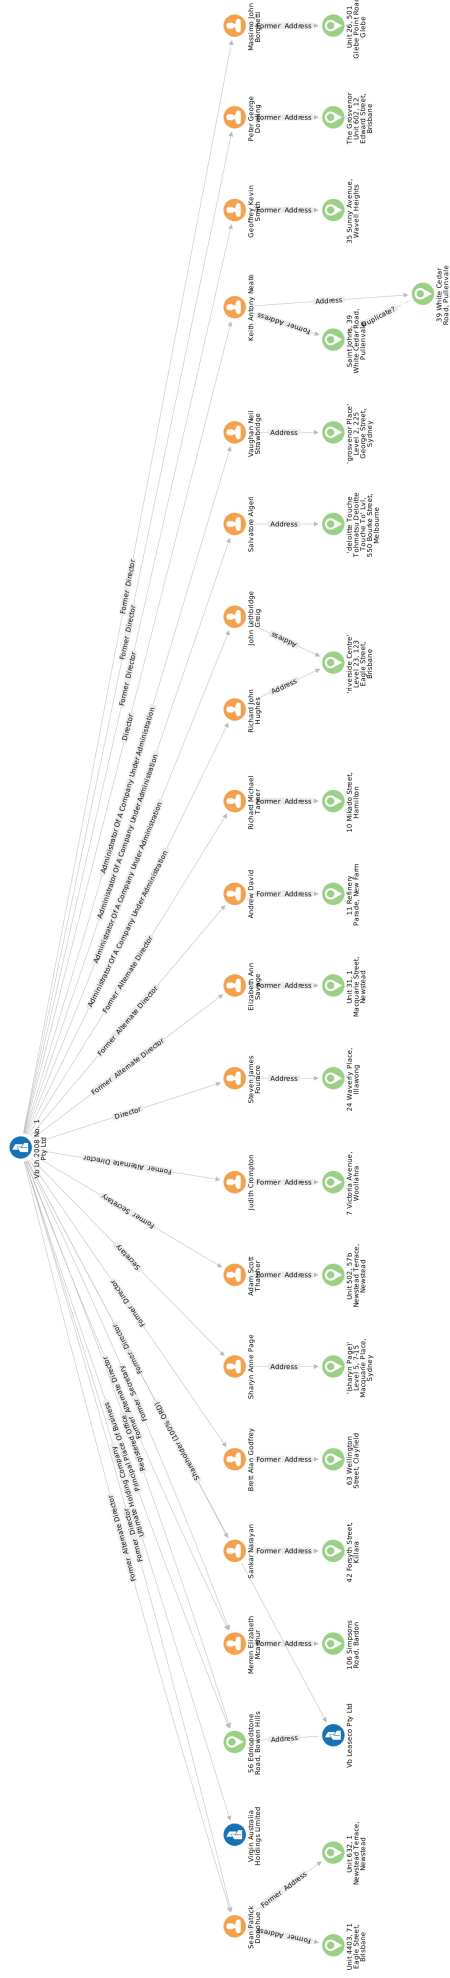 Massimo John
Borghetti
Former Address
Unit 26, 501
Glebe Point Road,
Glebe
Peter George
Dowling
Former Address
The Grosvenor
Unit 602, 12
Edward Street,
Brisbane
Geoffrey Kevin
Smith
Former Address
35 Sunny Avenue,
Wavell Heights
Keith Antony Neate
Address
39 White Cedar
Road, Pullenvale
Former Address
Saint Johns, 39
White Cedar Road,
Pullenvale
Duplicate?
Vaughan Neil
Strawbridge
Address
'grosvenor Place'
Level 2, 225
George Street,
Sydney
Salvatore Algeri
Address
'deloitte Touche
Tohmatsu Deloitte
Touche To' Lvl,
550 Bourke Street,
Melbourne
John Lethbridge
Greig
Address
Richard John
Hughes
Address
'riverside Centre'
Level 23, 123
Eagle Street,
Brisbane
Richard Michael
Tanner
Former Address
10 Mikado Street,
Hamilton
Andrew David
Former Address
11 Refinery
Parade, New Farm
Elizabeth Ann
Savage
Former Address
Unit 31, 1
Macquarie Street,
Newstead
Steven James
Fouracre
Address
24 Waverly Place,
Illawong
Judith Crompton
Former Address
7 Victoria Avenue,
Woollahra
Adam Scott
Thatcher
Former Address
Unit 502, 57b
Newstead Terrace,
Newstead
Sharyn Anne Page
Address
'(sharyn Page)'
Level 5, 7-15
Macquarie Place,
Sydney
Brett Alan Godfrey
Former Address
63 Wellington
Street, Clayfield
Sankar Narayan
Former Address
42 Forsyth Street,
Killara
Merren Elizabeth
Mcarthur
Former Address
106 Simpsons
Road, Bardon
56 Edmondstone
Road, Bowen Hills
Address
Vb Leaseco Pty Ltd
Virgin Australia
Holdings Limited
Sean Patrick
Donohue
Former Address
Unit 632, 1
Newstead Terrace,
Newstead
Former Address
Unit 4403, 71
Eagle Street,
Brisbane
Vb Lh 2008 No. 1
Pty Ltd
Former Director
Former Director
Former Director
Director
Administrator Of A Company Under Administration
Administrator Of A Company Under Administration
Administrator Of A Company Under Administration
Administrator Of A Company Under Administration
Former Alternate Director
Former Alternate Director
Former Alternate Director
Director
Former Alternate Director
Former Secretary
Secretary
Former Director
Former Director
Shareholder (100% ORD)
Former Secretary
Former Alternate Director
Registered Office
Principal Place Of Business
Ultimate Holding Company
Former Director
Former Alternate Director